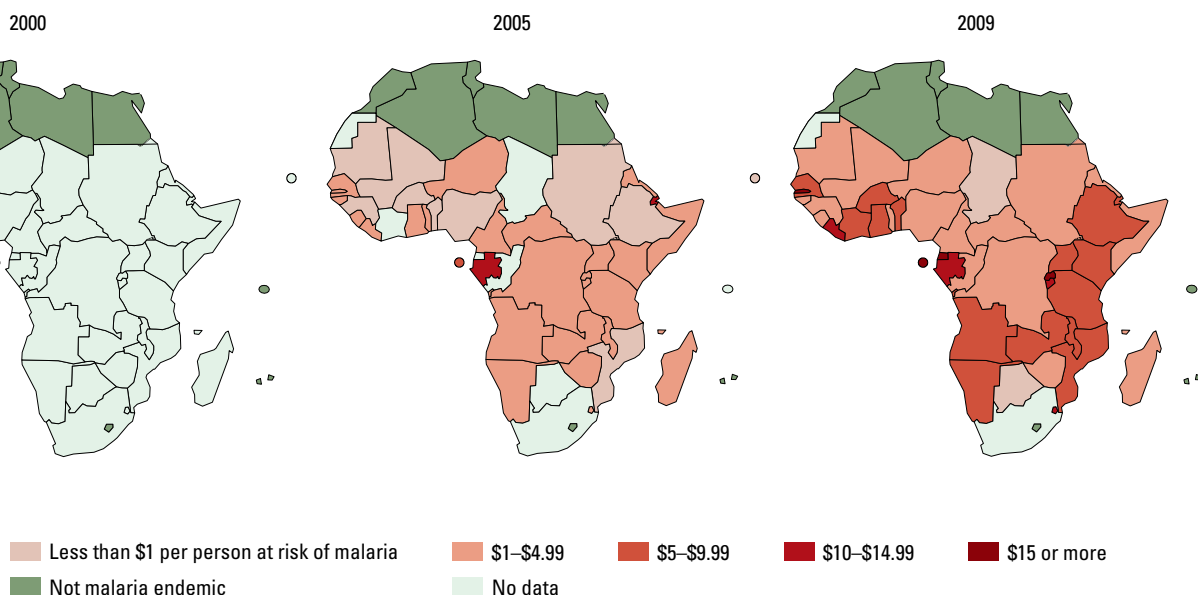 2000
2005
2009
Less than $1 per person at risk of malaria
$1–$4.99
$5–$9.99
$10–$14.99
$15 or more
Not malaria endemic
No data